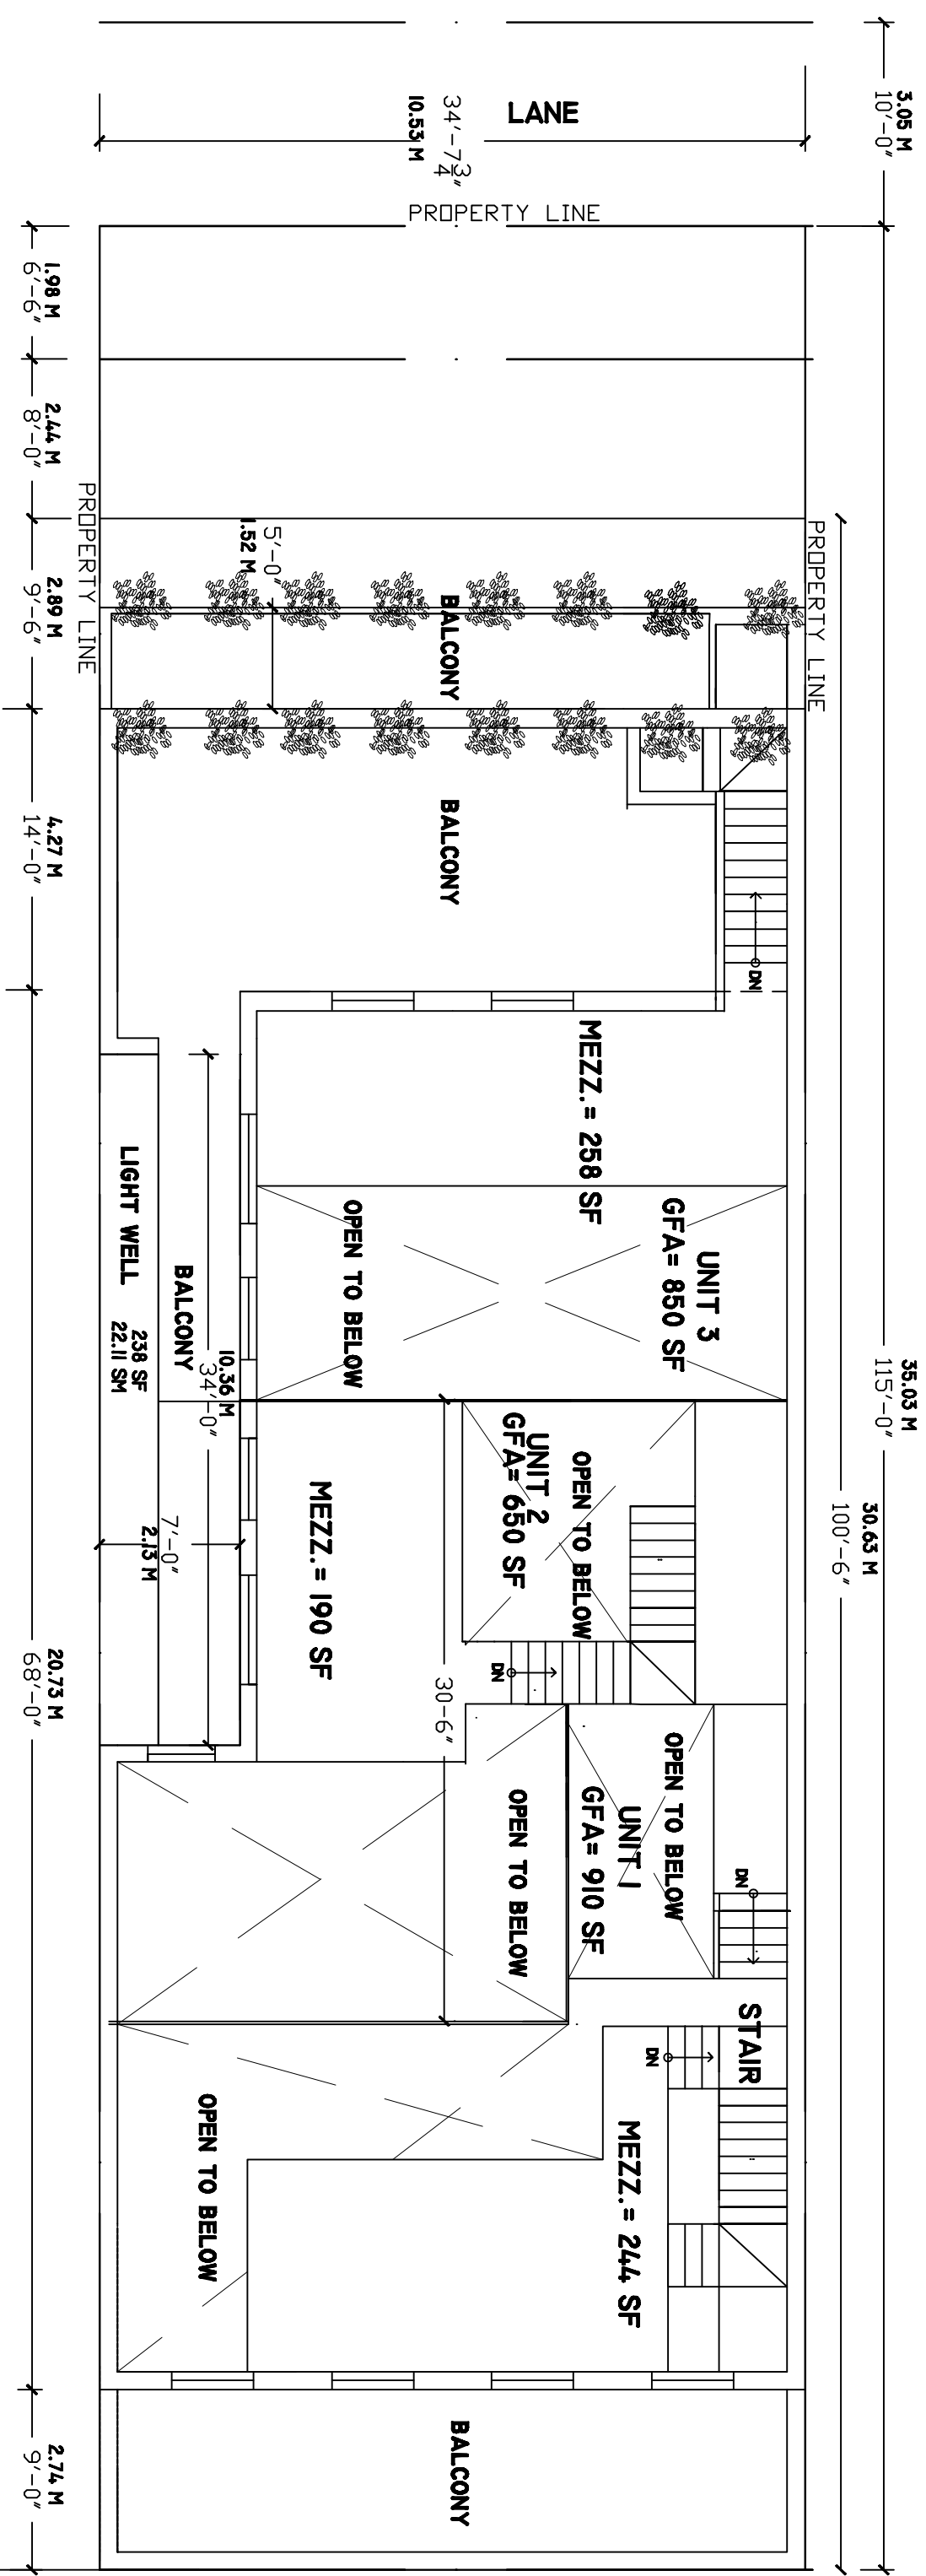 3.05 M
10'-0"
LANE
34'-7 3/4"
10.53 M
PROPERTY LINE
1.98 M
6'-6"
2.44 M
8'-0"
PROPERTY LINE
PROPERTY LINE
5'-0"
1.52 M
2.89 M
9'-6"
BALCONY
BALCONY
4.27 M
14'-0"
DN
MEZZ.= 258 SF
UNIT 3
GFA= 850 SF
OPEN TO BELOW
LIGHT WELL
238 SF
22.11 SM
BALCONY
10.36 M
34'-0"
35.03 M
115'-0"
30.63 M
100'-6"
UNIT 2
GFA= 650 SF
OPEN TO BELOW
MEZZ.= 190 SF
7'-0"
2.13 M
DN
30-6"
20.73 M
68'-0"
OPEN TO BELOW
UNIT 1
GFA= 910 SF
OPEN TO BELOW
DN
STAIR
DN
MEZZ.= 244 SF
OPEN TO BELOW
BALCONY
2.74 M
9'-0"